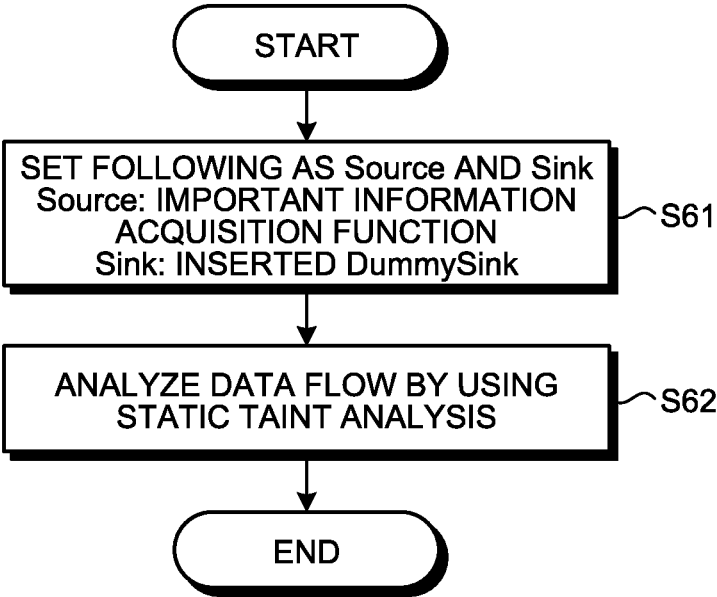 START
SET FOLLOWING AS Source AND Sink
Source: IMPORTANT INFORMATION
ACQUISITION FUNCTION
Sink: INSERTED DummySink
S61
ANALYZE DATA FLOW BY USING
STATIC TAINT ANALYSIS
S62
END